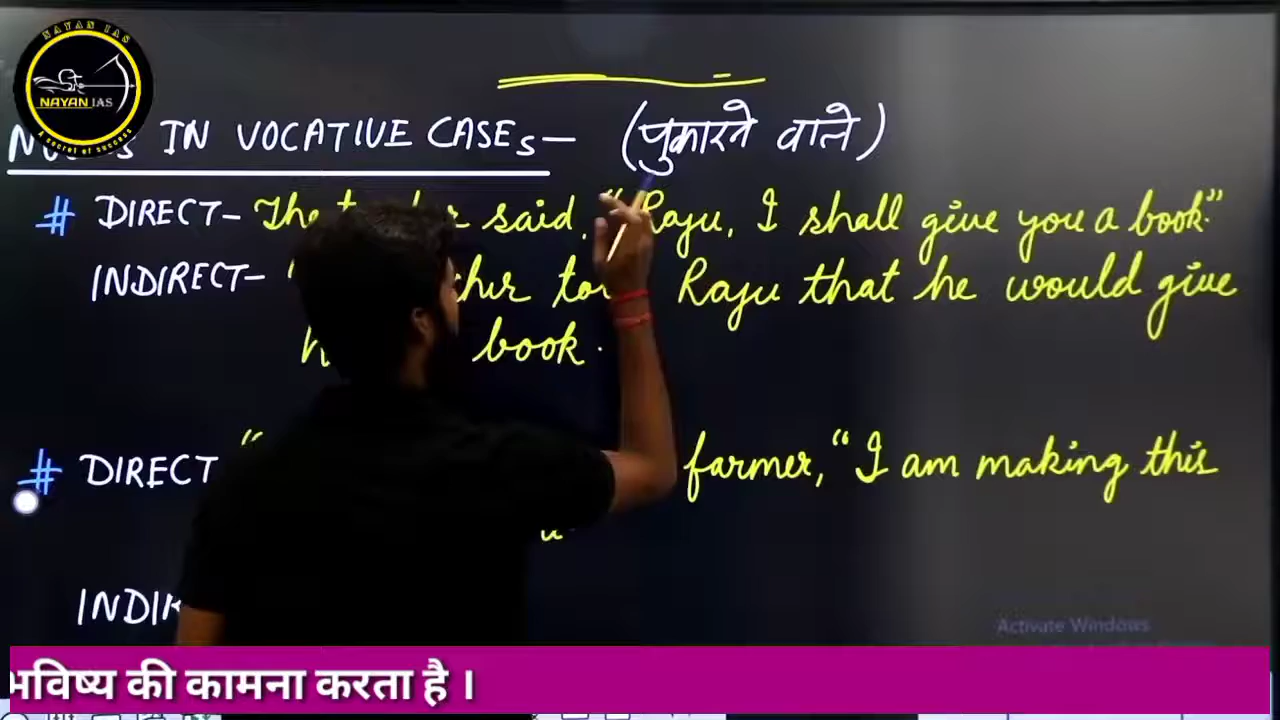 NAYAN IAS
NAYAN IAS
A secret of success
IN VOCATIVE CASEs – (पुकारने वाले)
# DIRECT- The said, "Raju, I shall give you a book."
INDIRECT- Raju that he would give
book.
# DIRECT farmer, "I am making this
Activate Windows
भविष्य की कामना करता है ।